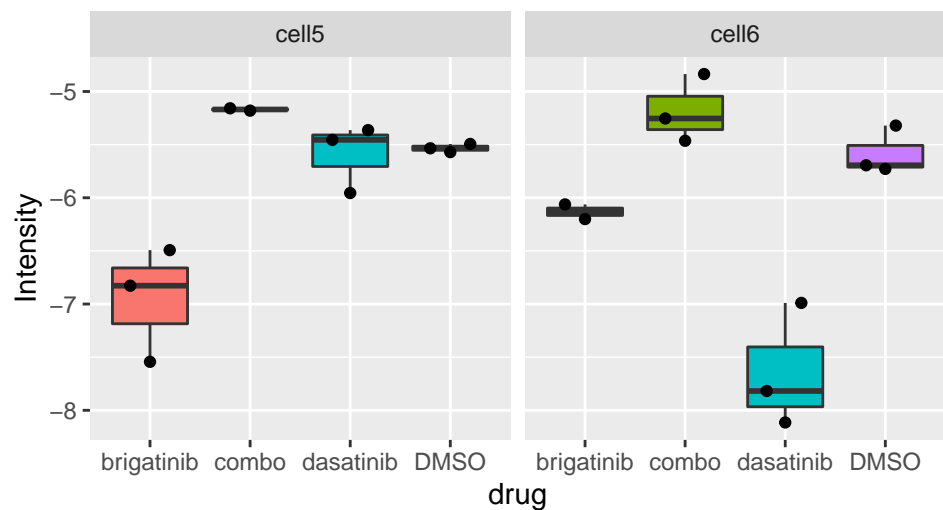 cell5 cell6
Intensity
−5
−6
−7
−8
brigatinib combo dasatinib DMSO brigatinib combo dasatinib DMSO
drug